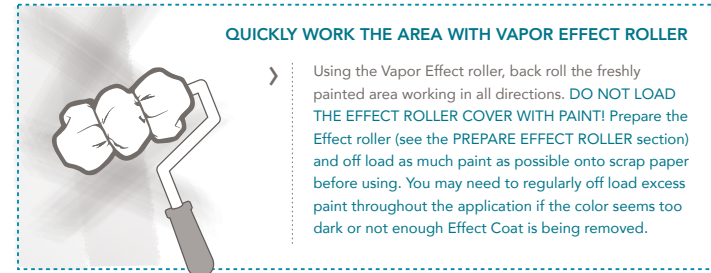 QUICKLY WORK THE AREA WITH VAPOR EFFECT ROLLER
Using the Vapor Effect roller, back roll the freshly
painted area working in all directions. DO NOT LOAD
THE EFFECT ROLLER COVER WITH PAINT! Prepare the
Effect roller (see the PREPARE EFFECT ROLLER section)
and off load as much paint as possible onto scrap paper
before using. You may need to regularly off load excess
paint throughout the application if the color seems too
dark or not enough Effect Coat is being removed.